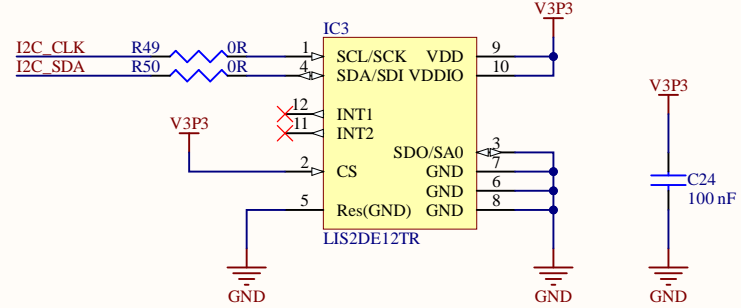 V3P3
IC3
I2C_CLK R49 0R 1 SCL/SCK VDD 9
I2C_SDA R50 0R 4 SDA/SDI VDDIO 10
V3P3
12 INT1
11 INT2
V3P3
SDO/SA0 3
2 CS GND 7
C24
GND 6
100 nF
5 Res(GND) GND 8
LIS2DE12TR
GND
GND
GND